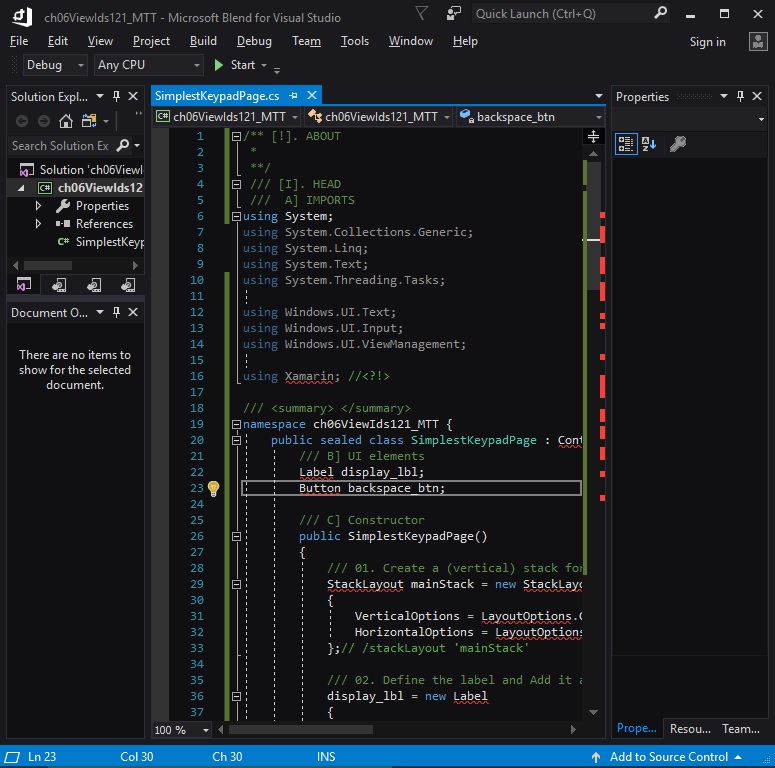 ch06ViewIds121_MTT - Microsoft Blend for Visual Studio
Quick Launch (Ctrl+Q)
File Edit View Project Build Debug Team Tools Window Help
Sign in
Debug Any CPU Start
Solution Expl...
SimplestKeypadPage.cs
Properties
C# ch06ViewIds121_MTT
ch06ViewIds121_MTT
backspace_btn
Search Solution Ex
Solution 'ch06ViewI
C# ch06ViewIds12
Properties
References
C# SimplestKeyp
Document O...
There are no items to
show for the selected
document.
1 /** [!]. ABOUT
2 *
3 **/
4 /// [I]. HEAD
5 /// A] IMPORTS
6 using System;
7 using System.Collections.Generic;
8 using System.Linq;
9 using System.Text;
10 using System.Threading.Tasks;
11
12 using Windows.UI.Text;
13 using Windows.UI.Input;
14 using Windows.UI.ViewManagement;
15
16 using Xamarin; //<?!>
17
18 /// <summary> </summary>
19 namespace ch06ViewIds121_MTT {
20 public sealed class SimplestKeypadPage : Cont
21 /// B] UI elements
22 Label display_lbl;
23 Button backspace_btn;
24
25 /// C] Constructor
26 public SimplestKeypadPage()
27 {
28 /// 01. Create a (vertical) stack for
29 StackLayout mainStack = new StackLayo
30 {
31 VerticalOptions = LayoutOptions.C
32 HorizontalOptions = LayoutOptions
33 };// /stackLayout 'mainStack'
34
35 /// 02. Define the label and Add it a
36 display_lbl = new Label
37 {
100 %
Prope... Resou... Team...
Ln 23 Col 30 Ch 30 INS Add to Source Control